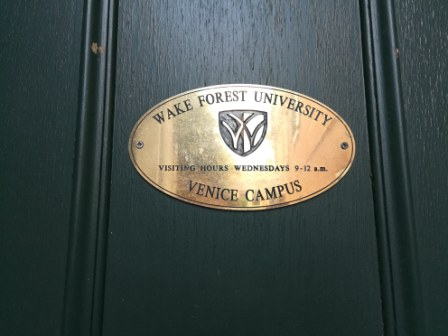 WAKE FOREST UNIVERSITY
VISITING HOURS WEDNESDAYS 9-12 a.m.
VENICE CAMPUS